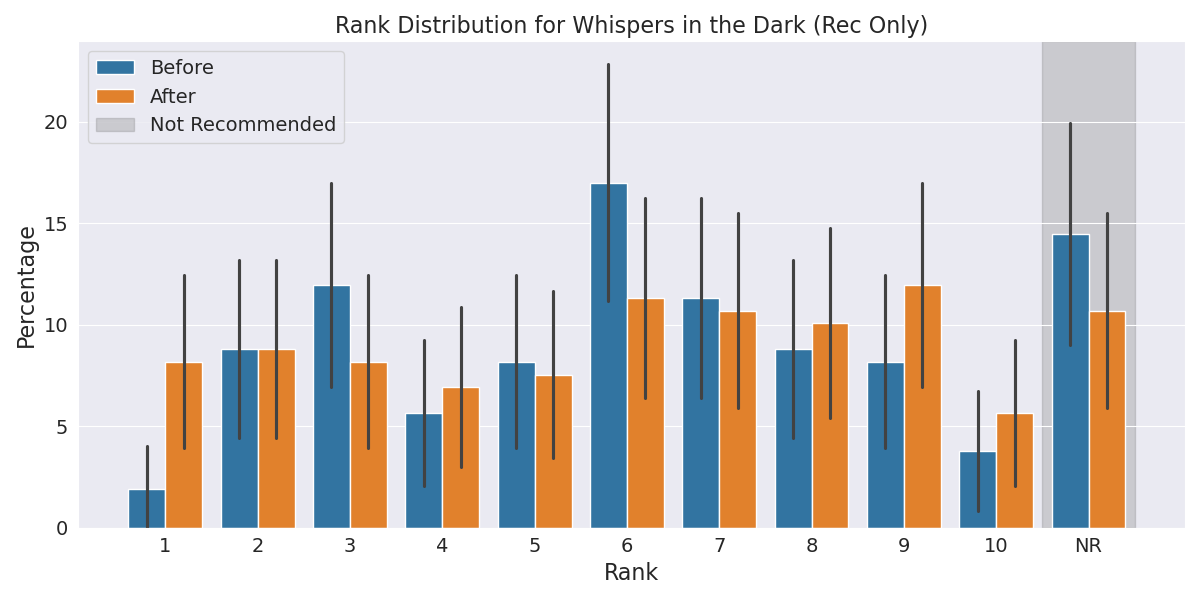 Rank Distribution for Whispers in the Dark (Rec Only)
Before
After
Not Recommended
Percentage
20
15
10
5
0
1 2 3 4 5 6 7 8 9 10 NR
Rank